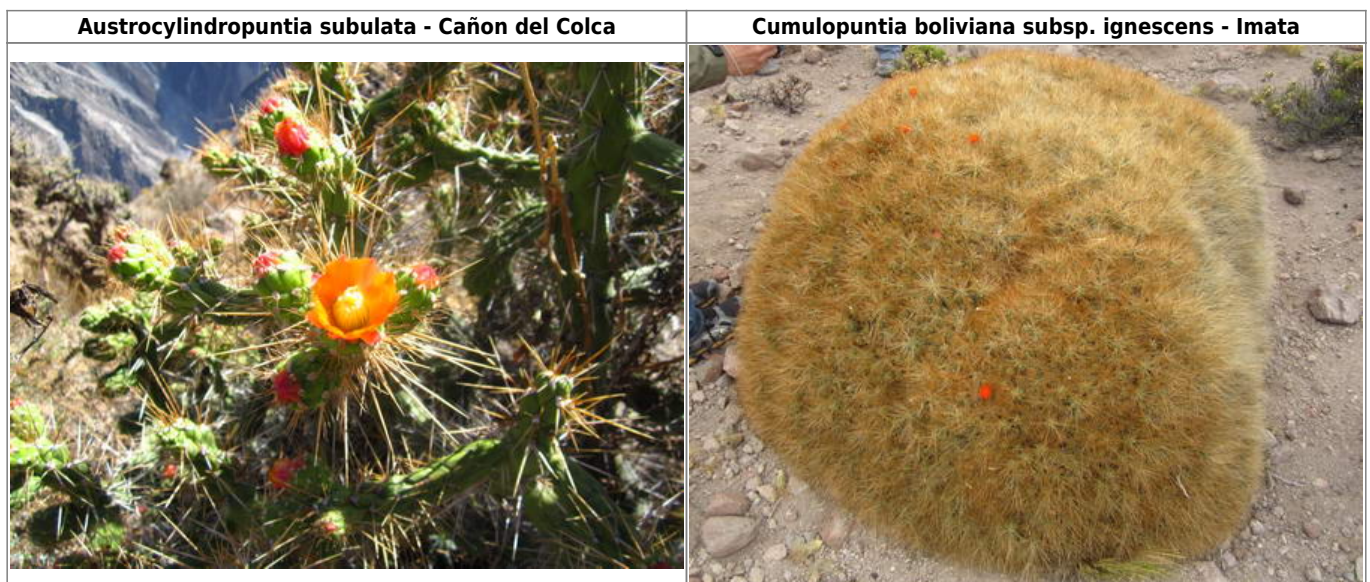 Austrocylindropuntia subulata - Cañon del Colca
Cumulopuntia boliviana subsp. ignescens - Imata